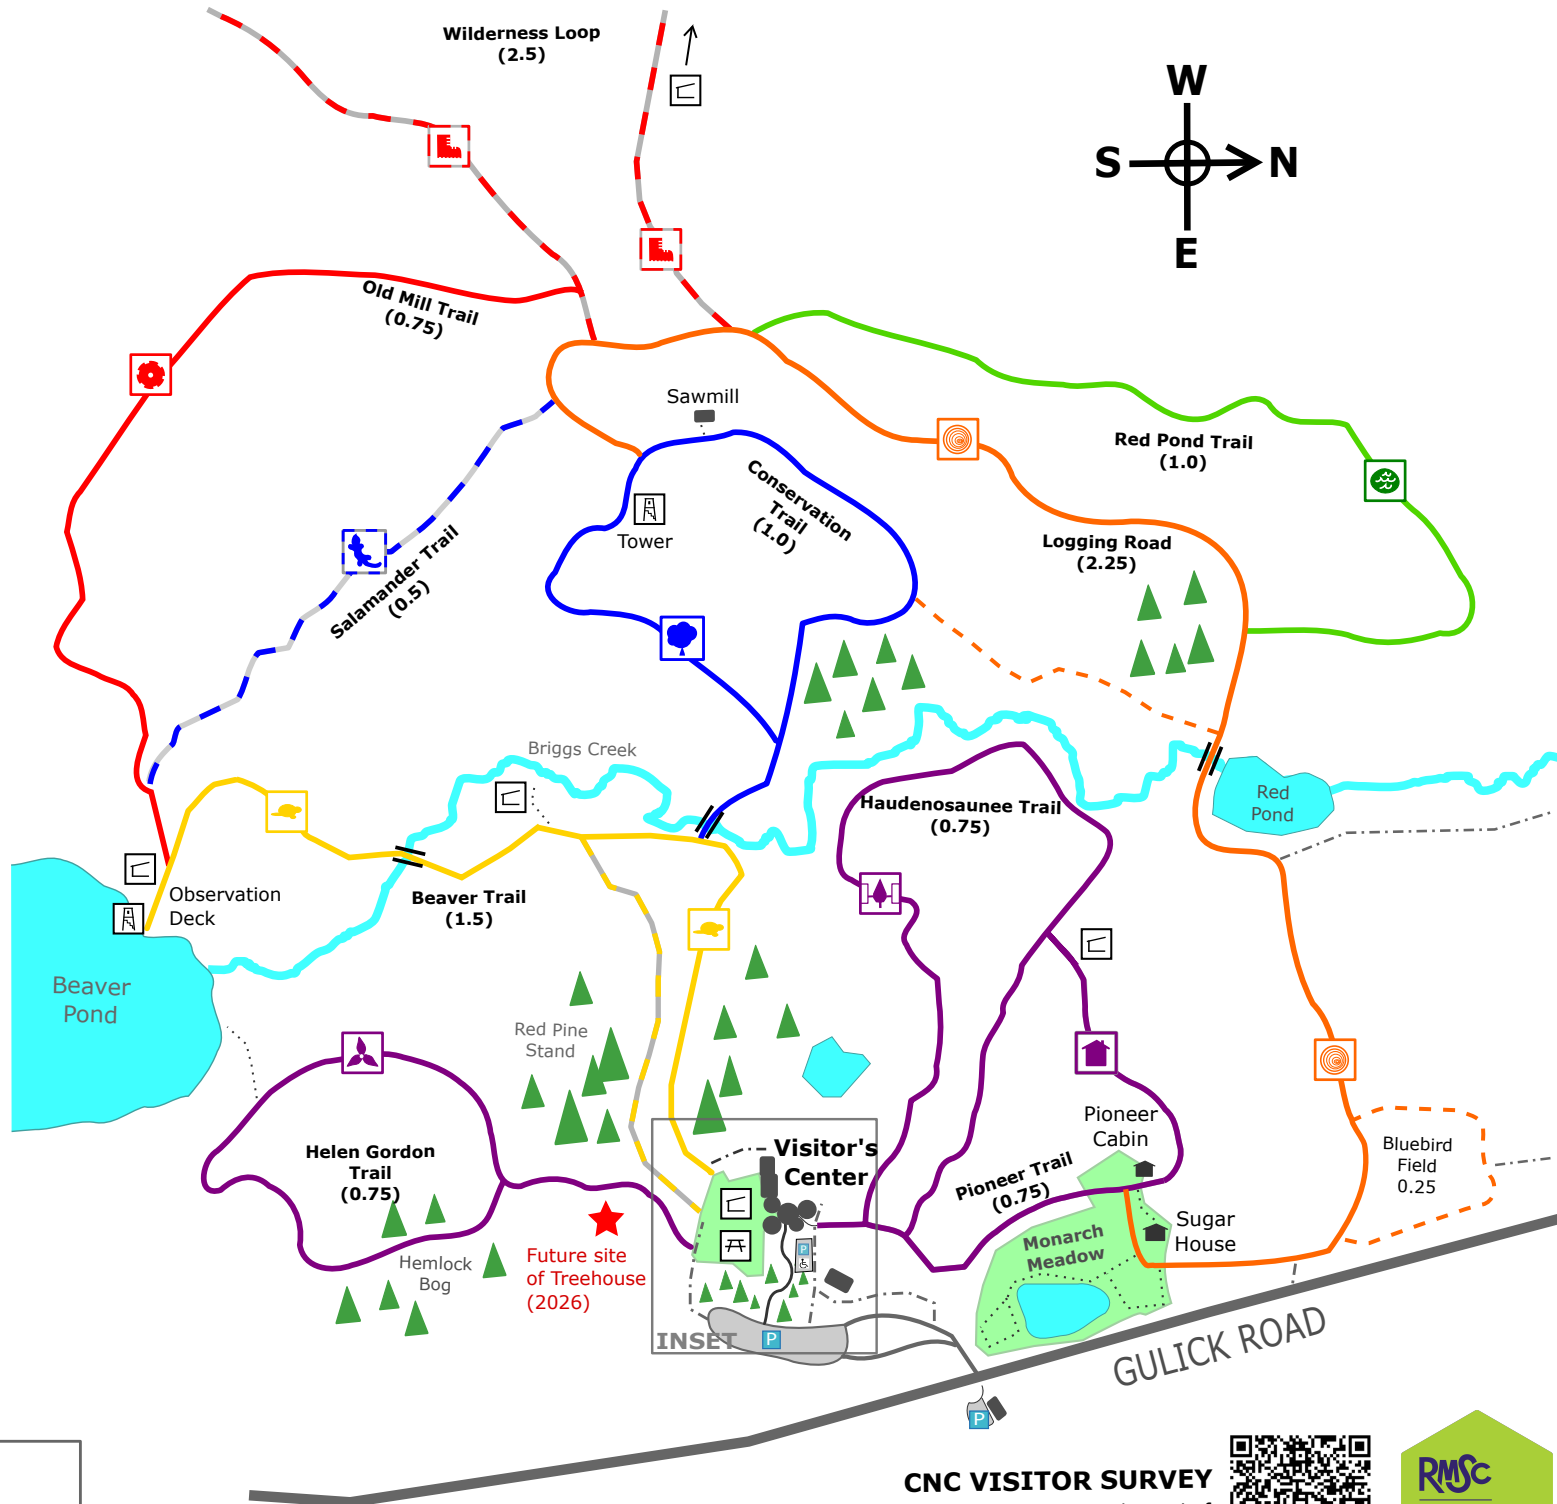 Wilderness Loop
(2.5)
W
S
N
E
Old Mill Trail
(0.75)
Sawmill
Conservation
Trail
(1.0)
Red Pond Trail
(1.0)
Tower
Logging Road
(2.25)
Salamander Trail
(0.5)
Briggs Creek
Red
Pond
Haudenosaunee Trail
(0.75)
Observation
Deck
Beaver Trail
(1.5)
Beaver
Pond
Red Pine
Stand
Pioneer
Cabin
Visitor's
Center
Helen Gordon
Trail
(0.75)
Pioneer Trail
(0.75)
Bluebird
Field
0.25
Sugar
House
Monarch
Meadow
Hemlock
Bog
Future site
of Treehouse
(2026)
P
INSET
P
GULICK ROAD
P
CNC VISITOR SURVEY
RMSC